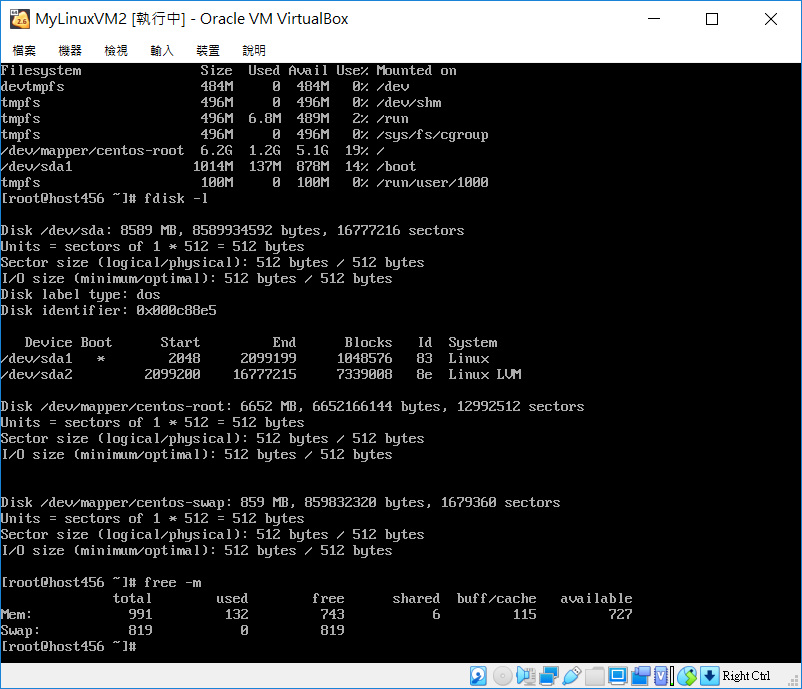 MyLinuxVM2 [執行中] - Oracle VM VirtualBox
檔案 機器 檢視 輸入 裝置 說明
Filesystem Size Used Avail Use% Mounted on
devtmpfs 484M 0 484M 0% /dev
tmpfs 496M 0 496M 0% /dev/shm
tmpfs 496M 6.8M 489M 2% /run
tmpfs 496M 0 496M 0% /sys/fs/cgroup
/dev/mapper/centos-root 6.2G 1.2G 5.1G 19% /
/dev/sda1 1014M 137M 878M 14% /boot
tmpfs 100M 0 100M 0% /run/user/1000
[root@host456 ~]# fdisk -l
Disk /dev/sda: 8589 MB, 8589934592 bytes, 16777216 sectors
Units = sectors of 1 * 512 = 512 bytes
Sector size (logical/physical): 512 bytes / 512 bytes
I/O size (minimum/optimal): 512 bytes / 512 bytes
Disk label type: dos
Disk identifier: 0x000c88e5
Device Boot Start End Blocks Id System
/dev/sda1 * 2048 2099199 1048576 83 Linux
/dev/sda2 2099200 16777215 7339008 8e Linux LVM
Disk /dev/mapper/centos-root: 6652 MB, 6652166144 bytes, 12992512 sectors
Units = sectors of 1 * 512 = 512 bytes
Sector size (logical/physical): 512 bytes / 512 bytes
I/O size (minimum/optimal): 512 bytes / 512 bytes
Disk /dev/mapper/centos-swap: 859 MB, 859832320 bytes, 1679360 sectors
Units = sectors of 1 * 512 = 512 bytes
Sector size (logical/physical): 512 bytes / 512 bytes
I/O size (minimum/optimal): 512 bytes / 512 bytes
[root@host456 ~]# free -m
total used free shared buff/cache available
Mem: 991 132 743 6 115 727
Swap: 819 0 819
[root@host456 ~]#
Right Ctrl